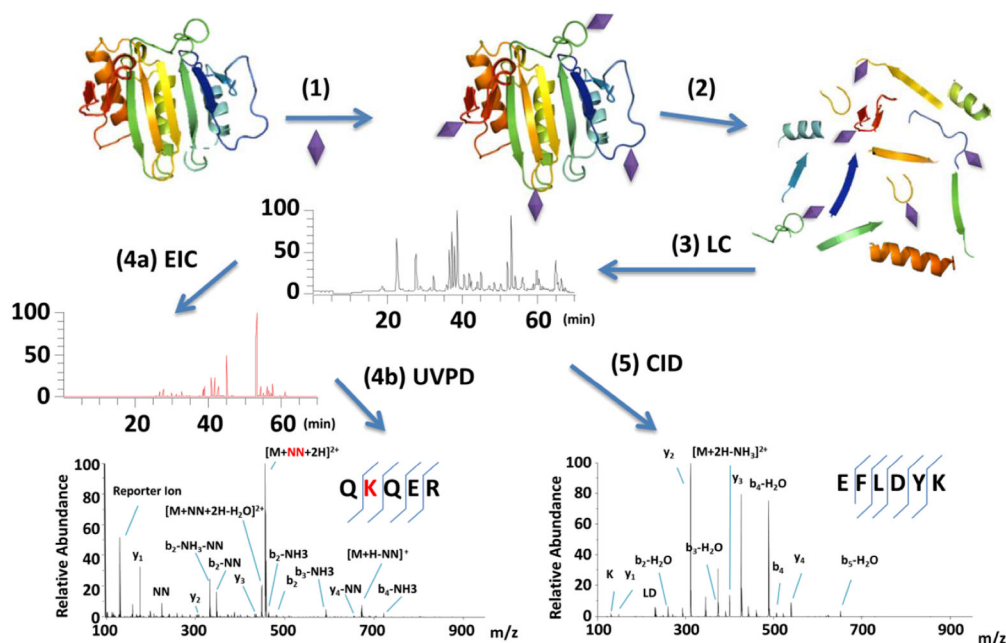 (1)
(2)
100
50
0
20 40 60 (min)
(3) LC
(4a) EIC
100
50
0
20 40 60 (min)
(4b) UVPD
(5) CID
[M+NN+2H]²⁺
Q K Q E R
Reporter Ion
[M+NN+2H-H₂O]²⁺
y₁
b₂-NH₃-NN
b₂-NN
NN
y₂
y₃
b₂-NH3
b₂
b₃-NH3
[M+H-NN]⁺
y₄-NN
b₄-NH3
Relative Abundance
100
80
60
40
20
0
100 300 500 700 900
m/z
y₂
[M+2H-NH₃]²⁺
y₃
b₄-H₂O
E F L D Y K
b₃-H₂O
b₂-H₂O
K
y₁
LD
b₄
y₄
b₅-H₂O
Relative Abundance
100
80
60
40
20
0
100 300 500 700 900
m/z